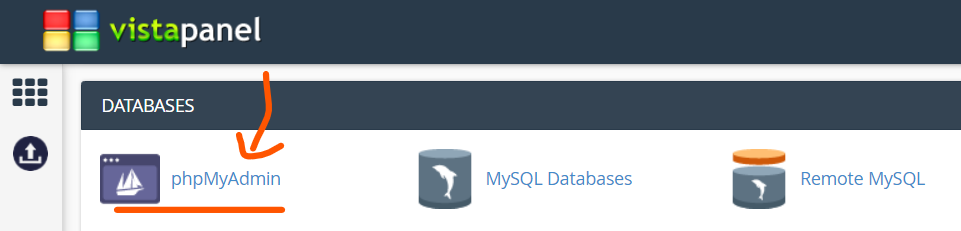 vistapanel
DATABASES
phpMyAdmin
MySQL Databases
Remote MySQL